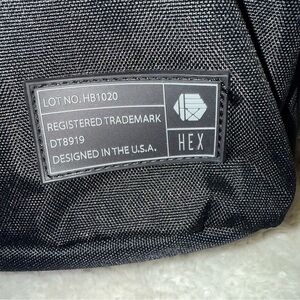 LOT NO. HB1020
REGISTERED TRADEMARK
DT8919
DESIGNED IN THE U.S.A.
HEX